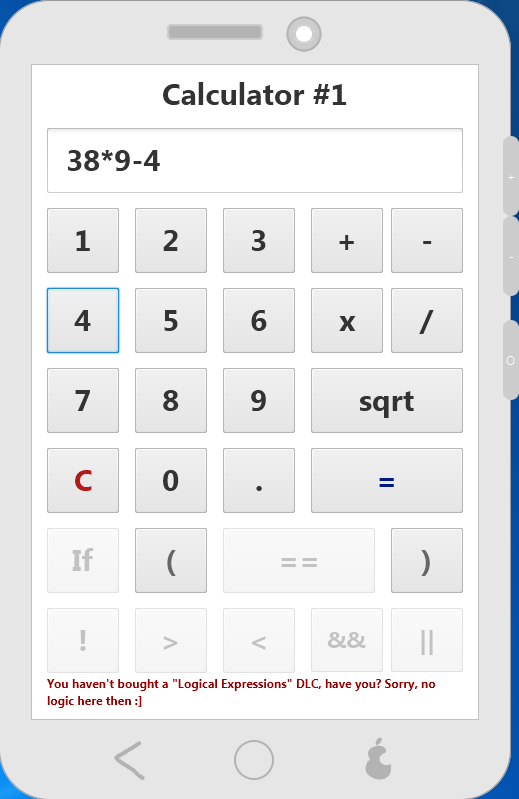 Calculator #1
38*9-4
1 2 3 + -
4 5 6 x /
7 8 9 sqrt
C 0 . =
If ( == )
! > < && ||
You haven't bought a "Logical Expressions" DLC, have you? Sorry, no
logic here then :]
+
-
O